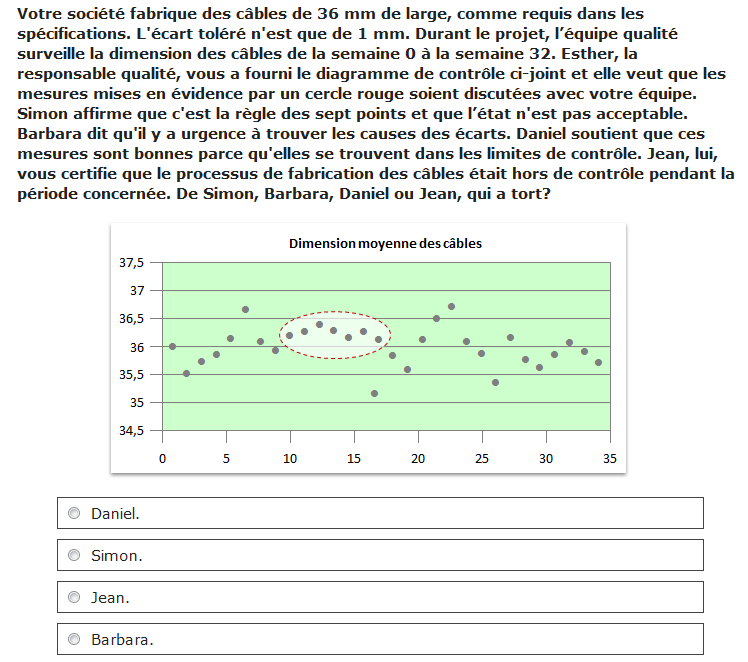 Votre société fabrique des câbles de 36 mm de large, comme requis dans les
spécifications. L'écart toléré n'est que de 1 mm. Durant le projet, l’équipe qualité
surveille la dimension des câbles de la semaine 0 à la semaine 32. Esther, la
responsable qualité, vous a fourni le diagramme de contrôle ci-joint et elle veut que les
mesures mises en évidence par un cercle rouge soient discutées avec votre équipe.
Simon affirme que c'est la règle des sept points et que l’état n'est pas acceptable.
Barbara dit qu'il y a urgence à trouver les causes des écarts. Daniel soutient que ces
mesures sont bonnes parce qu'elles se trouvent dans les limites de contrôle. Jean, lui,
vous certifie que le processus de fabrication des câbles était hors de contrôle pendant la
période concernée. De Simon, Barbara, Daniel ou Jean, qui a tort?
Dimension moyenne des câbles
37,5
37
36,5
36
35,5
35
34,5
0 5 10 15 20 25 30 35
Daniel.
Simon.
Jean.
Barbara.